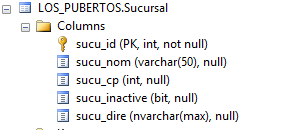 LOS_PUBERTOS.Sucursal
Columns
sucu_id (PK, int, not null)
sucu_nom (varchar(50), null)
sucu_cp (int, null)
sucu_inactive (bit, null)
sucu_dire (nvarchar(max), null)